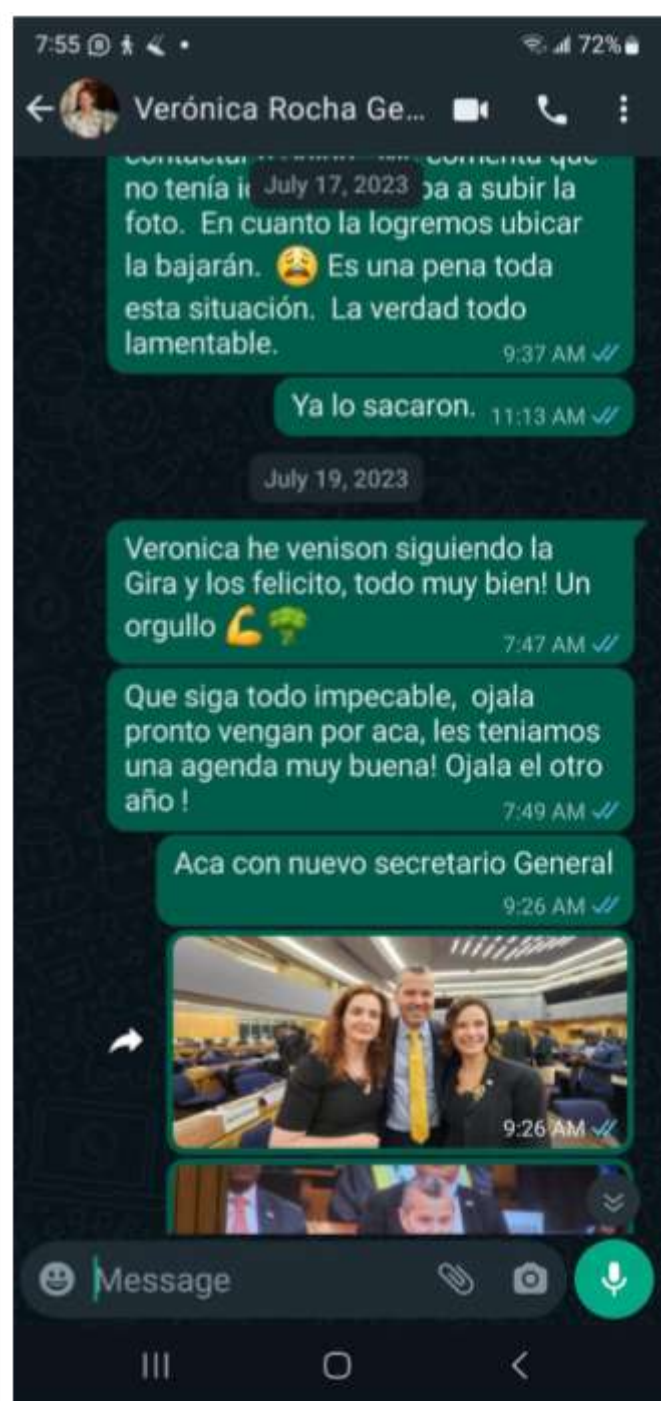 7:55
72%
Verónica Rocha Ge...
July 17, 2023
no tenía a subir la
foto. En cuanto la logremos ubicar
la bajarán. 😩 Es una pena toda
esta situación. La verdad todo
lamentable.
9:37 AM
Ya lo sacaron.
11:13 AM
July 19, 2023
Veronica he venison siguiendo la
Gira y los felicito, todo muy bien! Un
orgullo 💪🌳
7:47 AM
Que siga todo impecable, ojala
pronto vengan por aca, les teniamos
una agenda muy buena! Ojala el otro
año !
7:49 AM
Aca con nuevo secretario General
9:26 AM
9:26 AM
Message